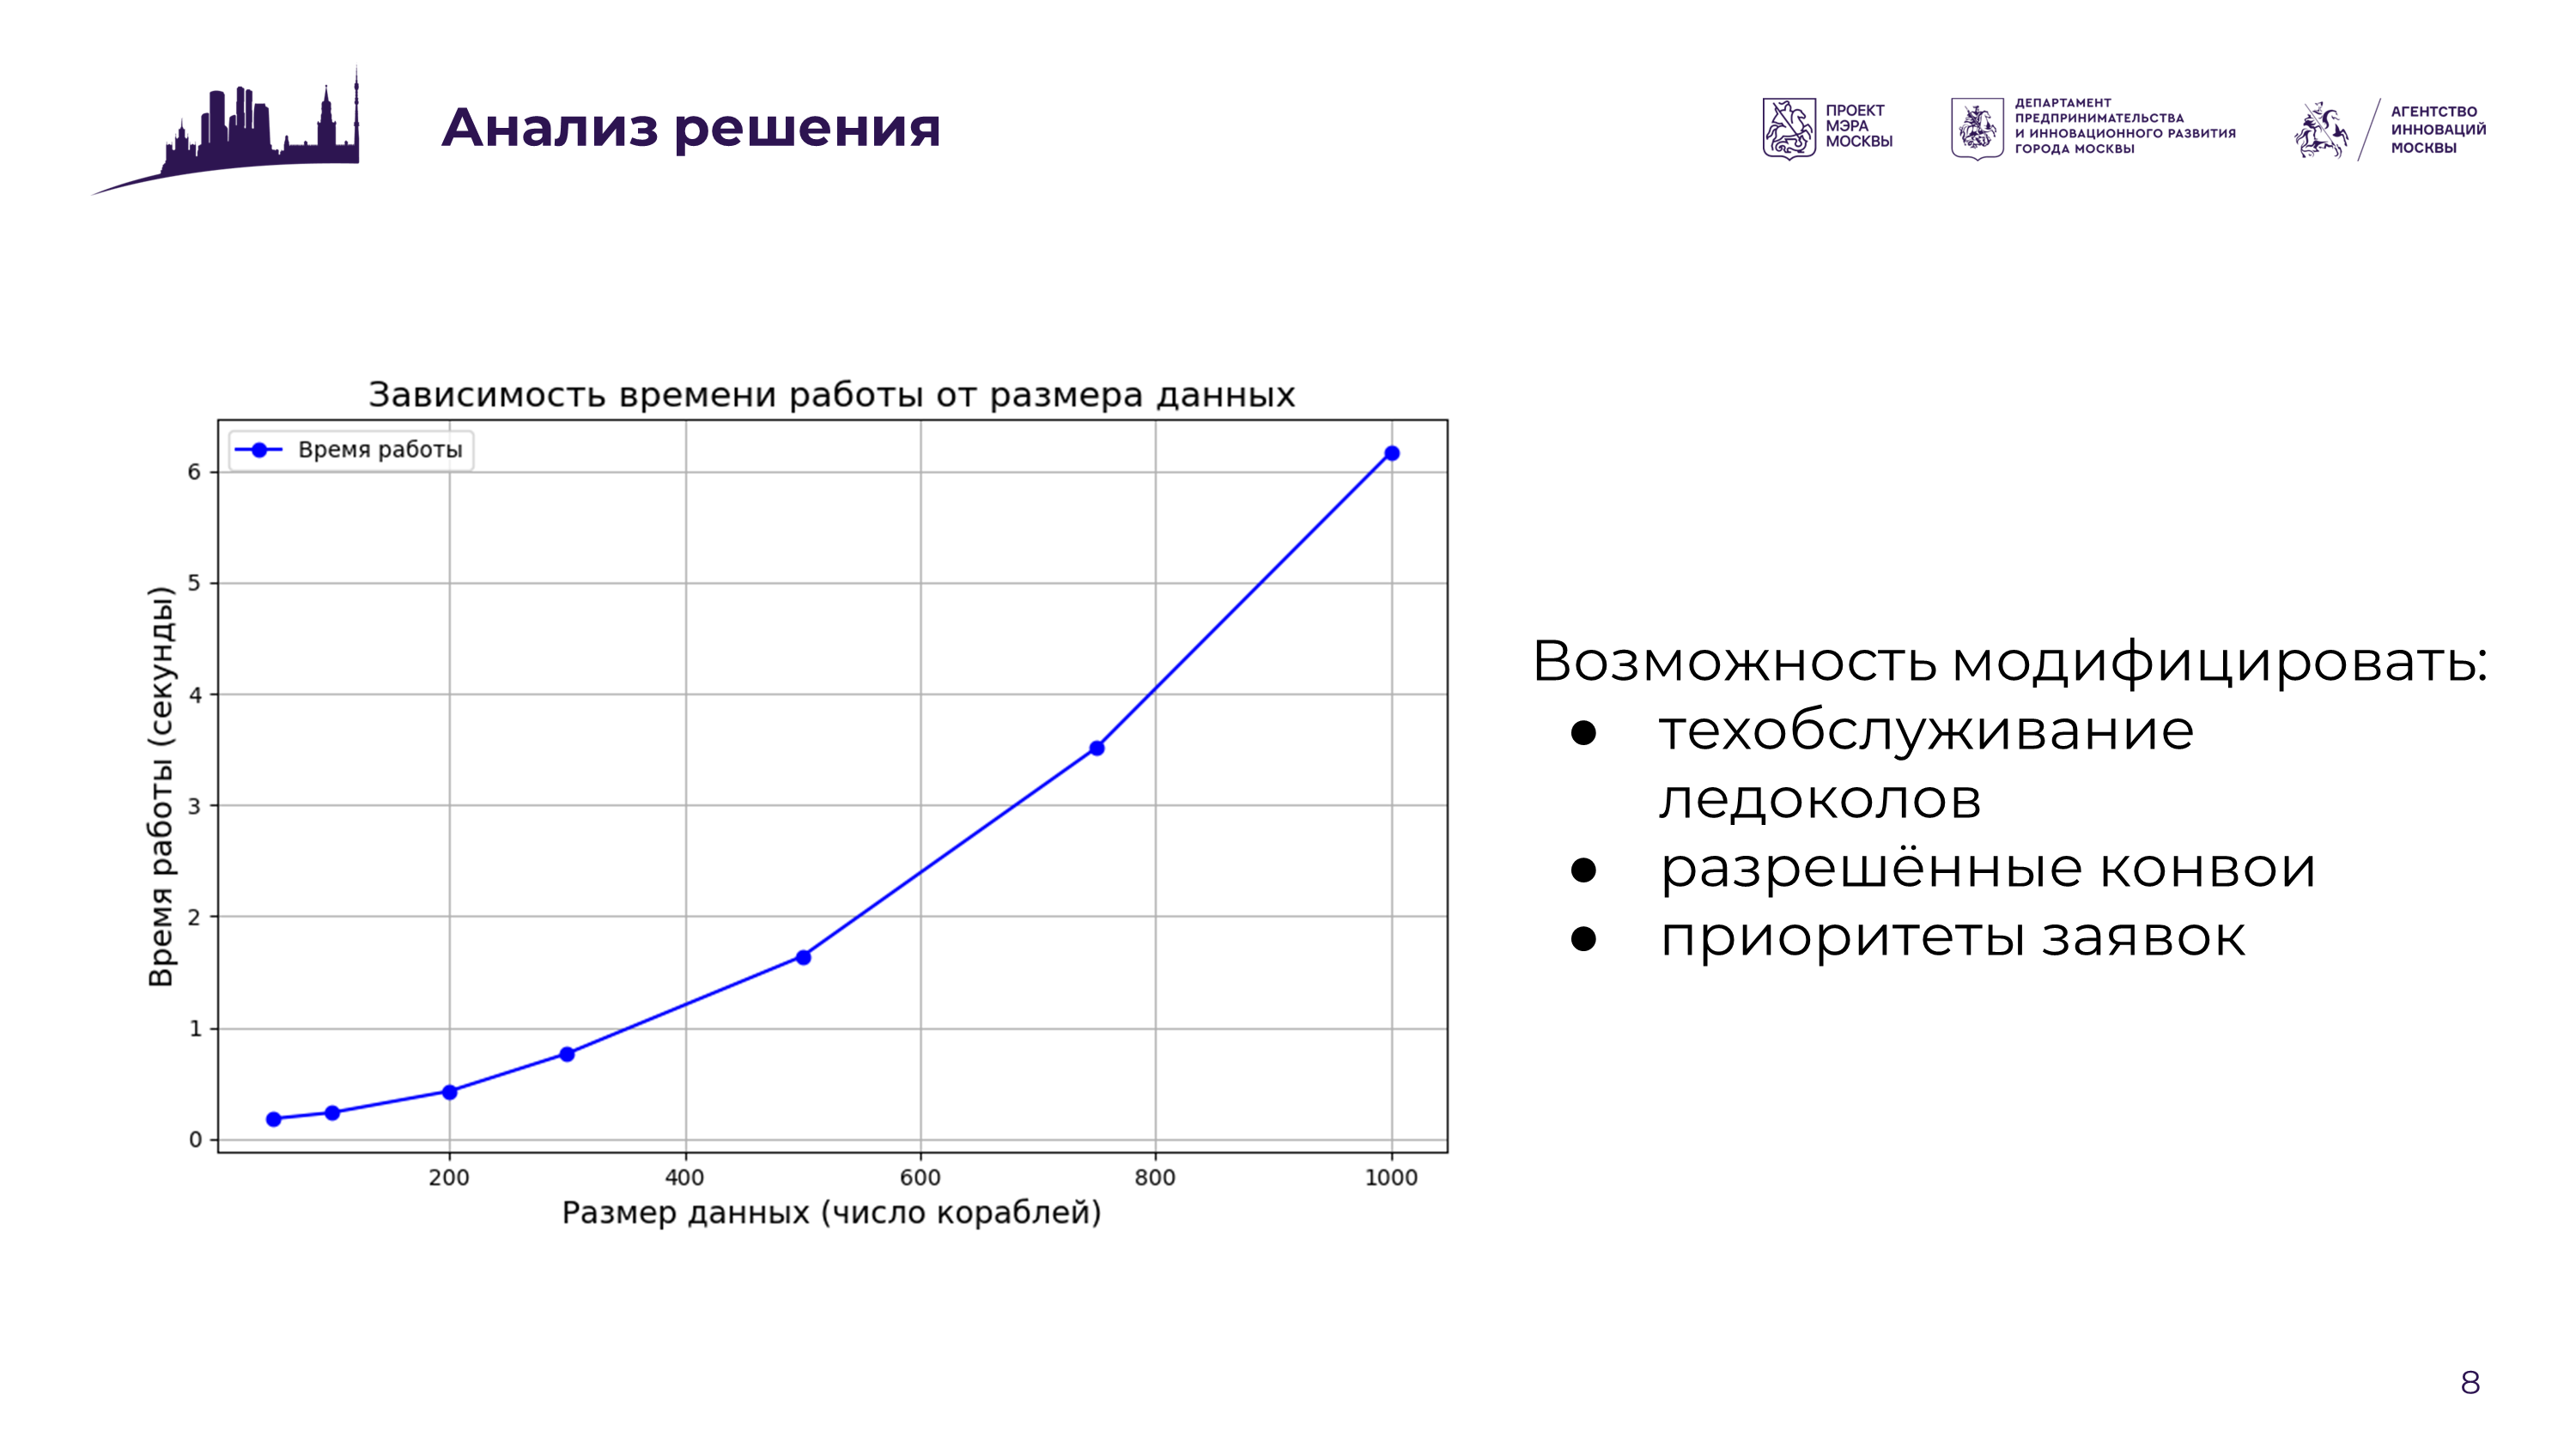 Анализ решения
ПРОЕКТ
МЭРА
МОСКВЫ
ДЕПАРТАМЕНТ
ПРЕДПРИНИМАТЕЛЬСТВА
И ИННОВАЦИОННОГО РАЗВИТИЯ
ГОРОДА МОСКВЫ
АГЕНТСТВО
ИННОВАЦИЙ
МОСКВЫ
Зависимость времени работы от размера данных
Время работы
6
5
4
3
2
1
0
Время работы (секунды)
200 400 600 800 1000
Размер данных (число кораблей)
Возможность модифицировать:
● техобслуживание
ледоколов
● разрешённые конвои
● приоритеты заявок
8